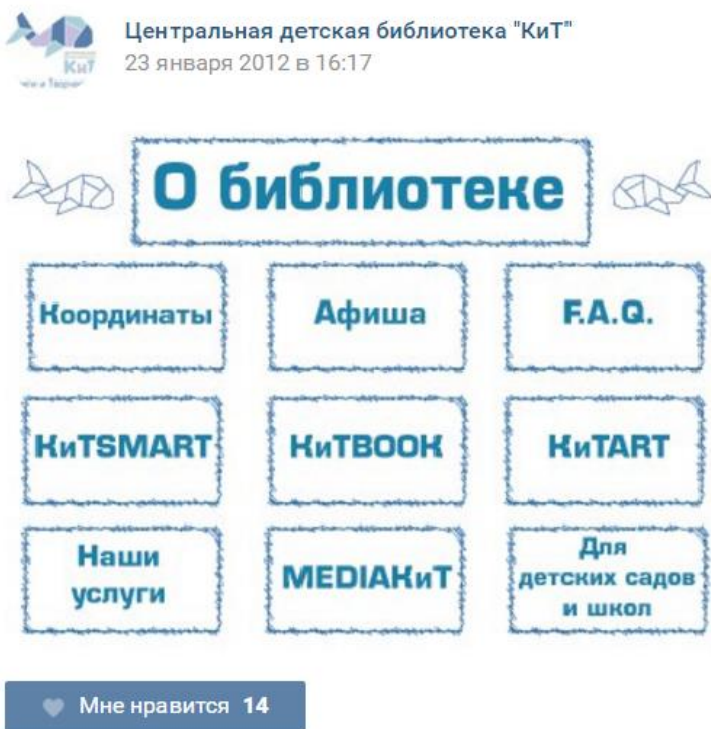 Центральная детская библиотека "КиТ"
23 января 2012 в 16:17
КиТ
О библиотеке
Координаты
Афиша
F.A.Q.
КиТSMART
КиТBOOK
КиТART
Наши
услуги
MEDIAКиТ
Для
детских садов
и школ
Мне нравится 14